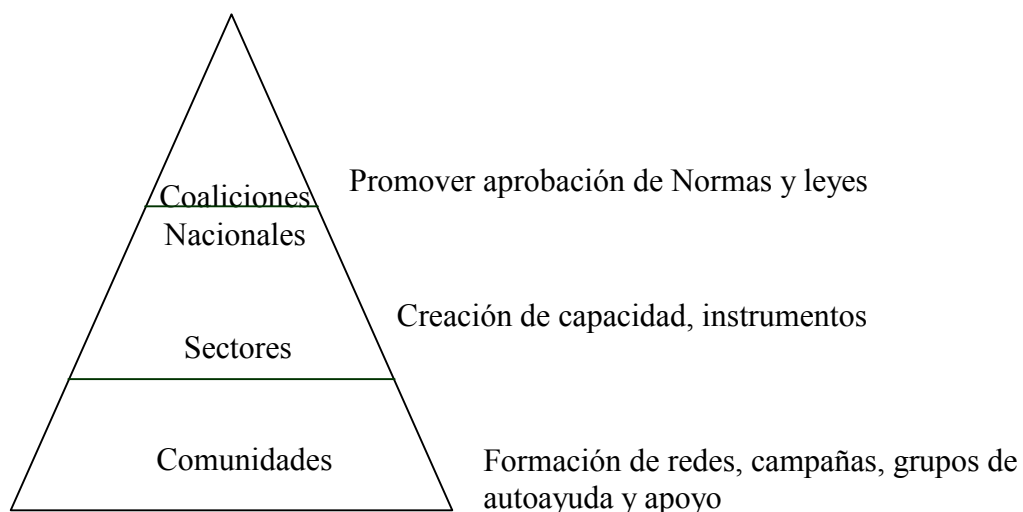 Coaliciones
Nacionales
Promover aprobación de Normas y leyes
Creación de capacidad, instrumentos
Sectores
Comunidades
Formación de redes, campañas, grupos de
autoayuda y apoyo